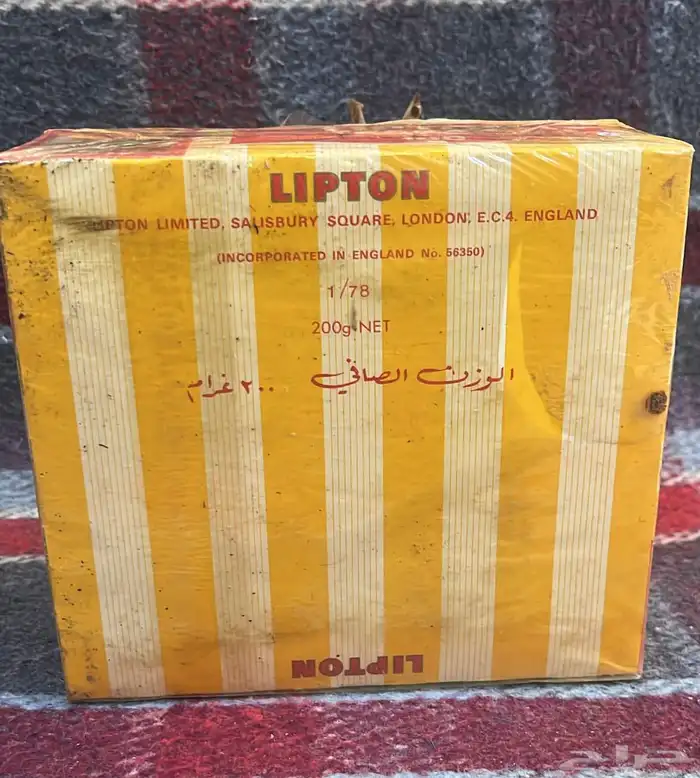 LIPTON
LIPTON LIMITED, SALISBURY SQUARE, LONDON, E.C.4. ENGLAND
(INCORPORATED IN ENGLAND No. 56350)
1/78
200g NET
الوزن الصافي ٢٠٠ غرام
LIPTON
حراج